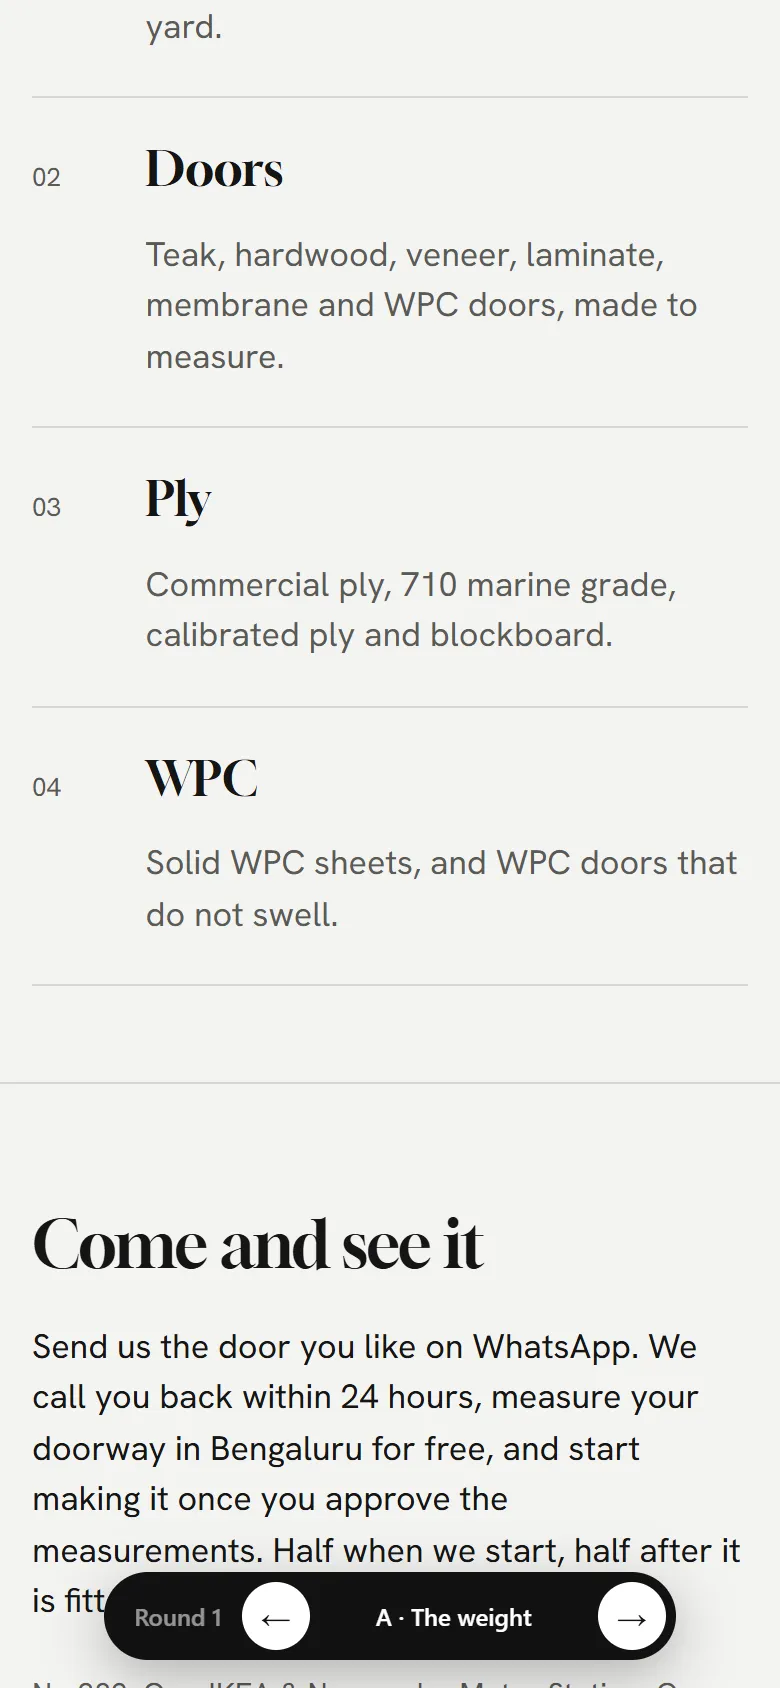 yard.
02
Doors
Teak, hardwood, veneer, laminate,
membrane and WPC doors, made to
measure.
03
Ply
Commercial ply, 710 marine grade,
calibrated ply and blockboard.
04
WPC
Solid WPC sheets, and WPC doors that
do not swell.
Come and see it
Send us the door you like on WhatsApp. We
call you back within 24 hours, measure your
doorway in Bengaluru for free, and start
making it once you approve the
measurements. Half when we start, half after it
is fitt
Round 1 ← A · The weight →